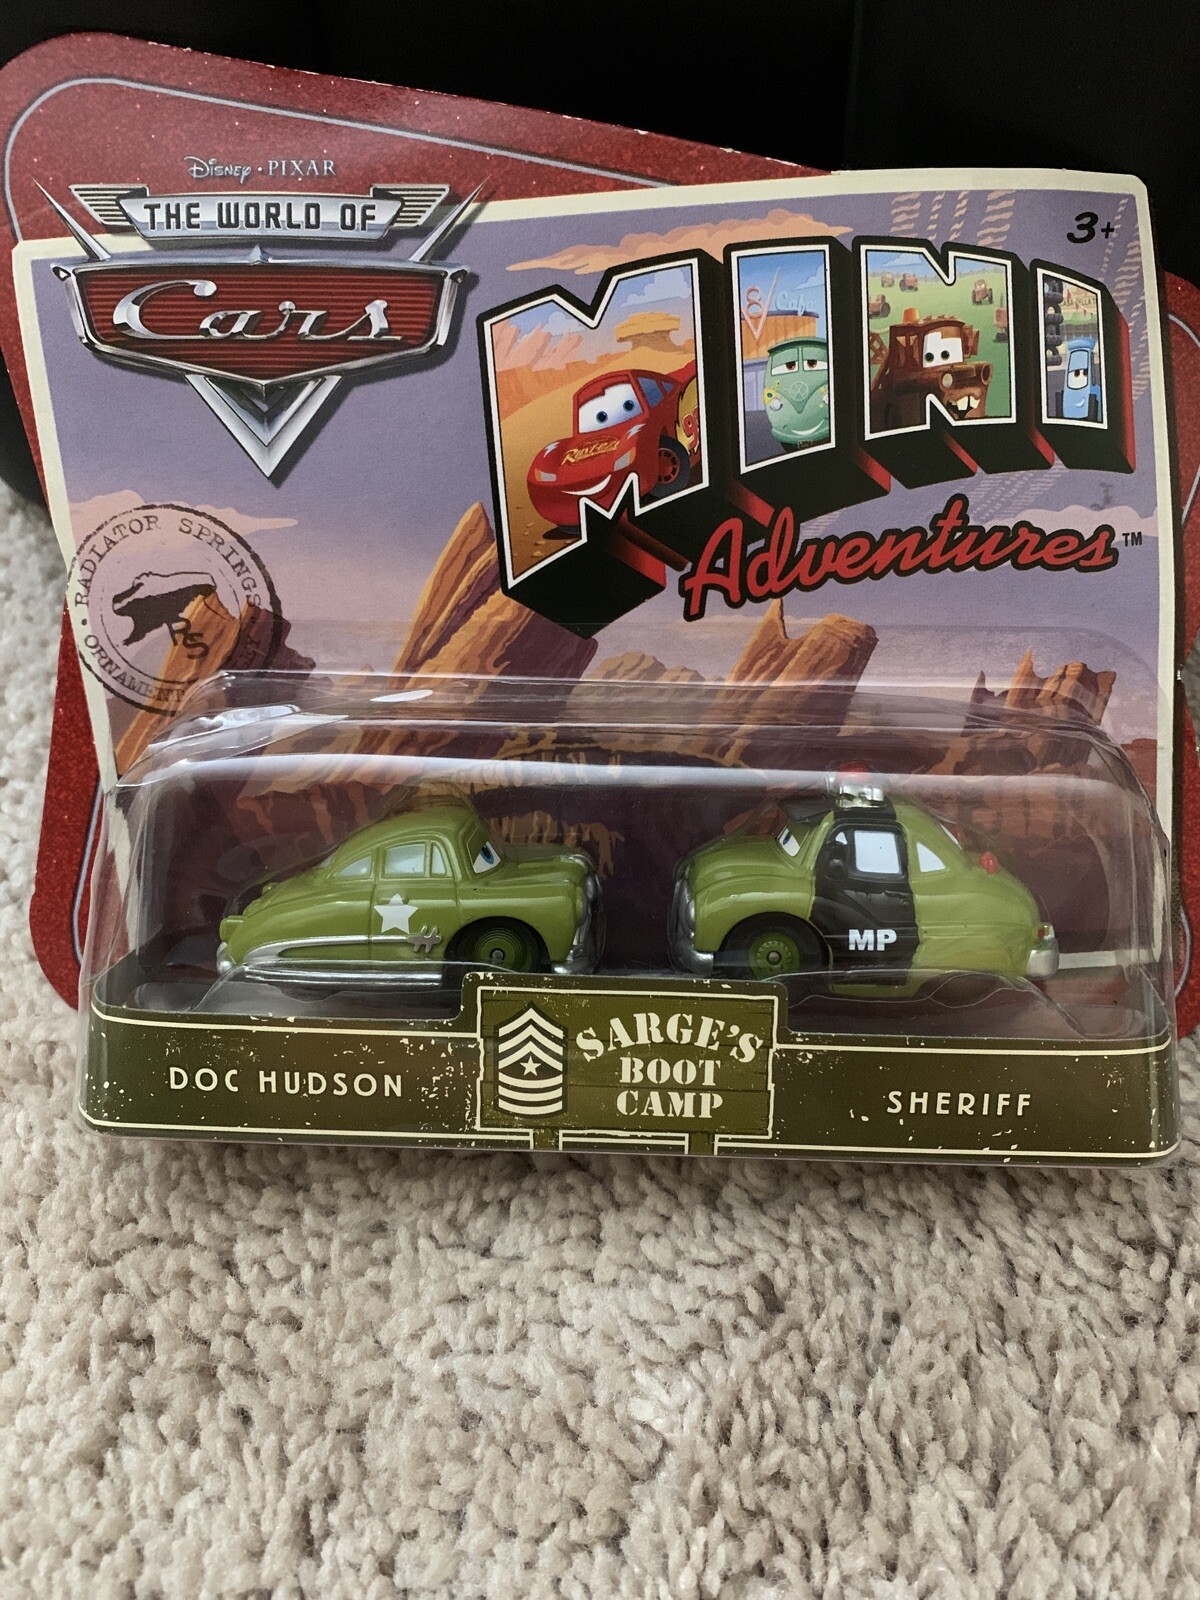 DISNEY · PIXAR
THE WORLD OF
Cars
3+
MINI
Adventures™
RADIATOR SPRINGS
RS
ORNAMENT
DOC HUDSON
SARGE'S
BOOT
CAMP
MP
SHERIFF